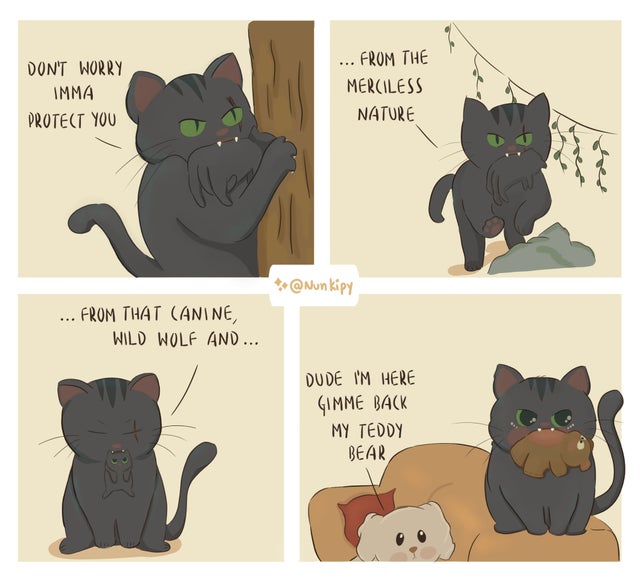 DON'T WORRY
IMMA
PROTECT YOU
... FROM THE
MERCILESS
NATURE
@Nunkipy
... FROM THAT CANINE,
WILD WOLF AND ...
DUDE I'M HERE
GIMME BACK
MY TEDDY
BEAR